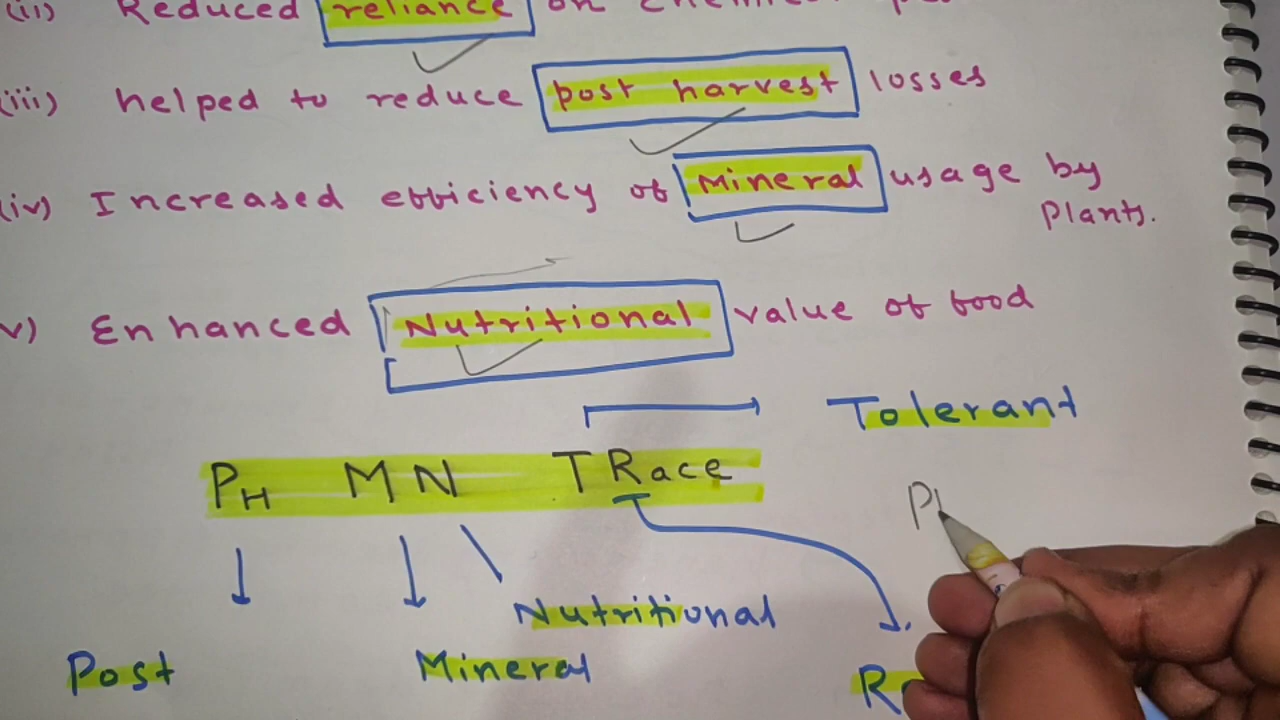 (ii) Reduced reliance on
(iii) helped to reduce post harvest losses
(iv) Increased efficiency of Mineral usage by
Plants.
v) Enhanced Nutritional value of food
Tolerant
PH MN TRace
Nutritional
Post Mineral